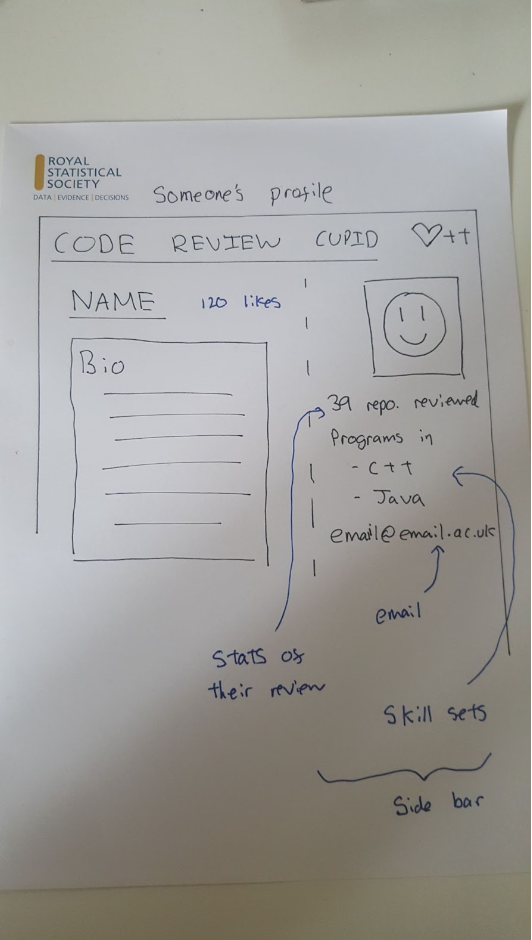 ROYAL
STATISTICAL
SOCIETY
DATA | EVIDENCE | DECISIONS
Someone's profile
CODE REVIEW CUPID ♡++
NAME 120 likes
Bio
39 repo. reviewed
Programs in
- C++
- Java
email@email.ac.uk
email
Stats of
their review
Skill sets
Side bar